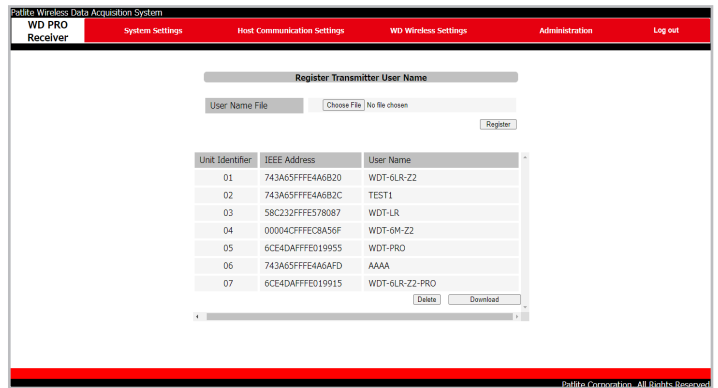 Patlite Wireless Data Acquisition System
WD PRO
Receiver
System Settings
Host Communication Settings
WD Wireless Settings
Administration
Log out
Register Transmitter User Name
User Name File
Choose File No file chosen
Register
Unit Identifier IEEE Address User Name
01 743A65FFFE4A6B20 WDT-6LR-Z2
02 743A65FFFE4A6B2C TEST1
03 58C232FFFE578087 WDT-LR
04 00004CFFFEC8A56F WDT-6M-Z2
05 6CE4DAFFFE019955 WDT-PRO
06 743A65FFFE4A6AFD AAAA
07 6CE4DAFFFE019915 WDT-6LR-Z2-PRO
Delete Download
Patlite Corporation. All Rights Reserved